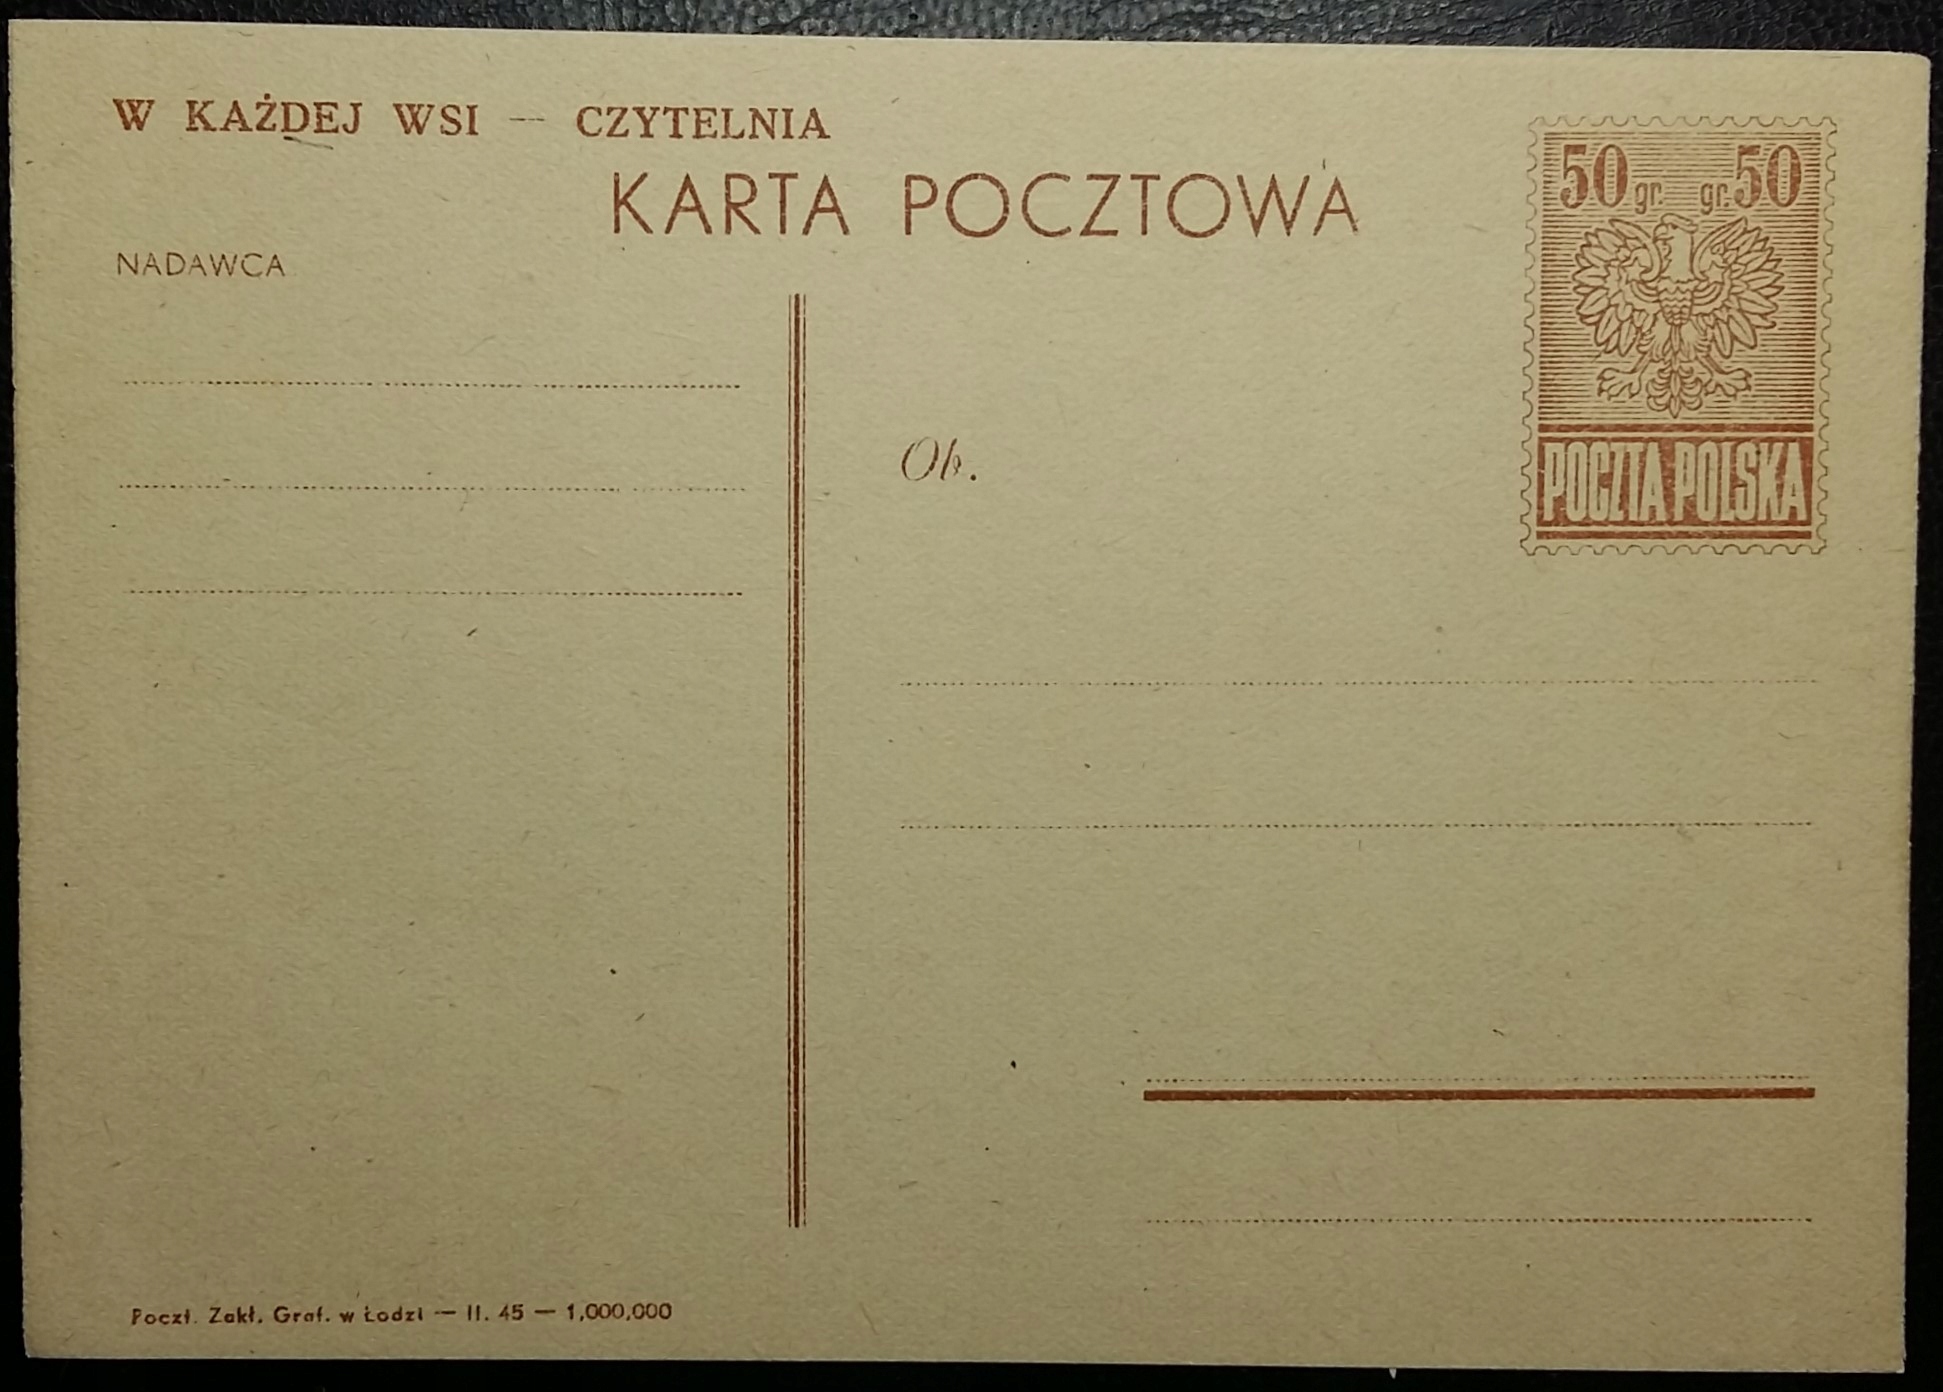 W KAŻDEJ WSI — CZYTELNIA
KARTA POCZTOWA
50 gr. gr. 50
POCZTA POLSKA
NADAWCA
Ob.
Poczt. Zakł. Graf. w Łodzi — II. 45 — 1,000,000